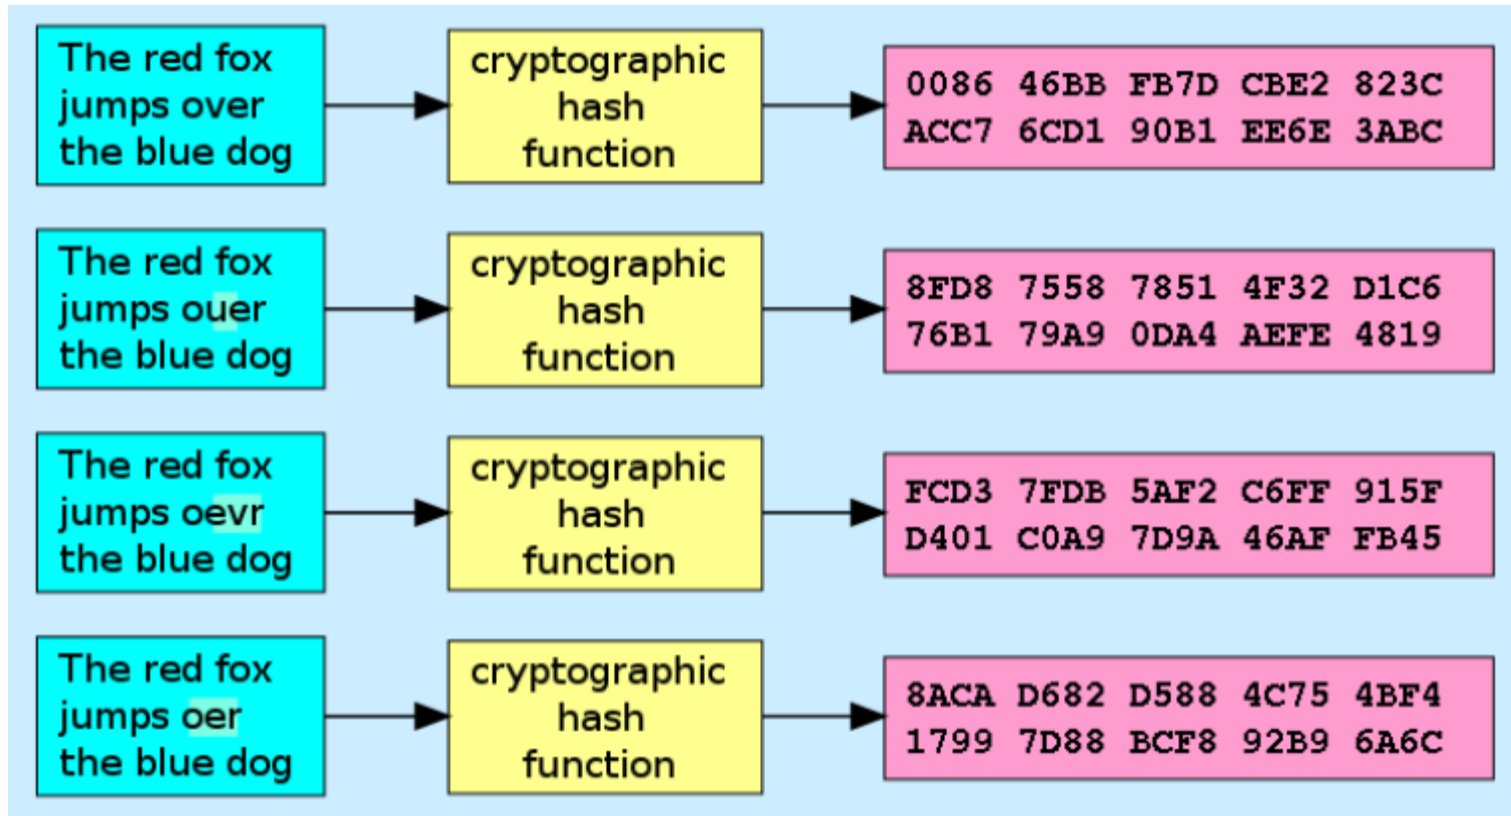 The red fox
jumps over
the blue dog
cryptographic
hash
function
0086 46BB FB7D CBE2 823C
ACC7 6CD1 90B1 EE6E 3ABC
The red fox
jumps ouer
the blue dog
cryptographic
hash
function
8FD8 7558 7851 4F32 D1C6
76B1 79A9 0DA4 AEFE 4819
The red fox
jumps oevr
the blue dog
cryptographic
hash
function
FCD3 7FDB 5AF2 C6FF 915F
D401 C0A9 7D9A 46AF FB45
The red fox
jumps oer
the blue dog
cryptographic
hash
function
8ACA D682 D588 4C75 4BF4
1799 7D88 BCF8 92B9 6A6C